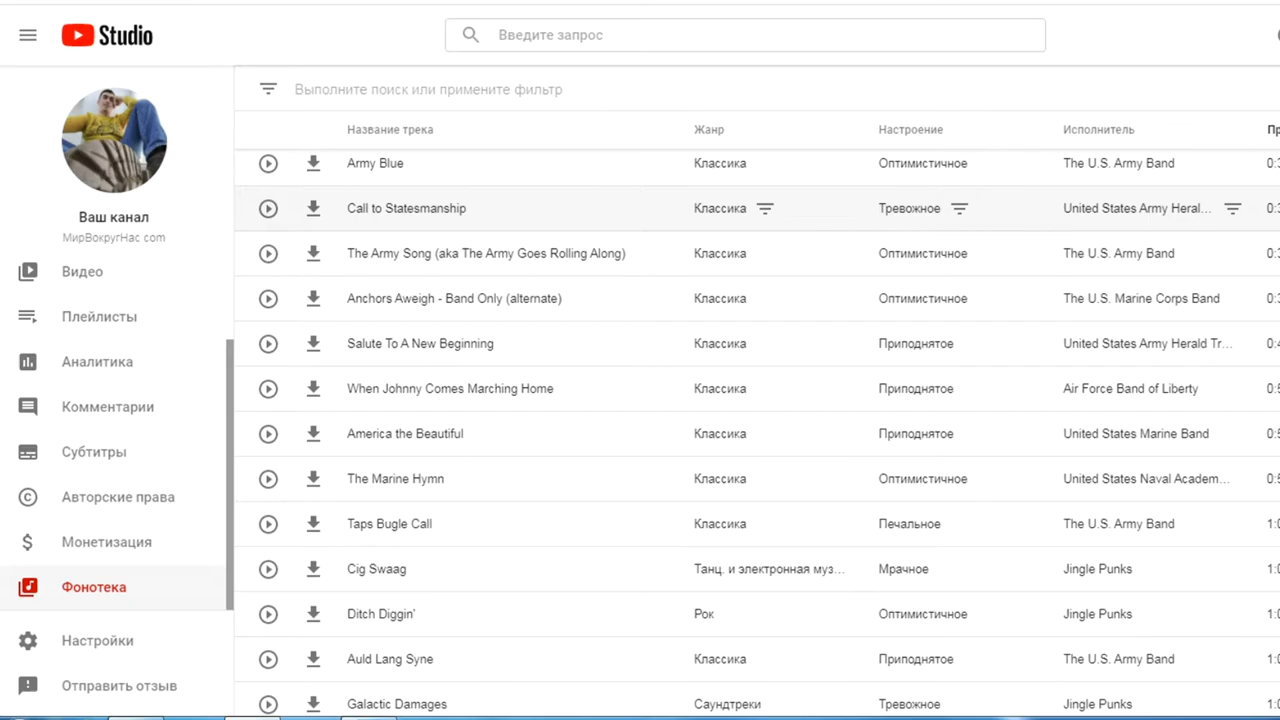 Studio
Введите запрос
Ваш канал
МирВокругНас com
Видео
Плейлисты
Аналитика
Комментарии
Субтитры
Авторские права
Монетизация
Фонотека
Настройки
Отправить отзыв
Выполните поиск или примените фильтр
Название трека Жанр Настроение Исполнитель
Army Blue Классика Оптимистичное The U.S. Army Band
Call to Statesmanship Классика Тревожное United States Army Heral...
The Army Song (aka The Army Goes Rolling Along) Классика Оптимистичное The U.S. Army Band
Anchors Aweigh - Band Only (alternate) Классика Оптимистичное The U.S. Marine Corps Band
Salute To A New Beginning Классика Приподнятое United States Army Herald Tr...
When Johnny Comes Marching Home Классика Приподнятое Air Force Band of Liberty
America the Beautiful Классика Приподнятое United States Marine Band
The Marine Hymn Классика Оптимистичное United States Naval Academ...
Taps Bugle Call Классика Печальное The U.S. Army Band
Cig Swaag Танц. и электронная муз... Мрачное Jingle Punks
Ditch Diggin' Рок Оптимистичное Jingle Punks
Auld Lang Syne Классика Приподнятое The U.S. Army Band
Galactic Damages Саундтреки Тревожное Jingle Punks